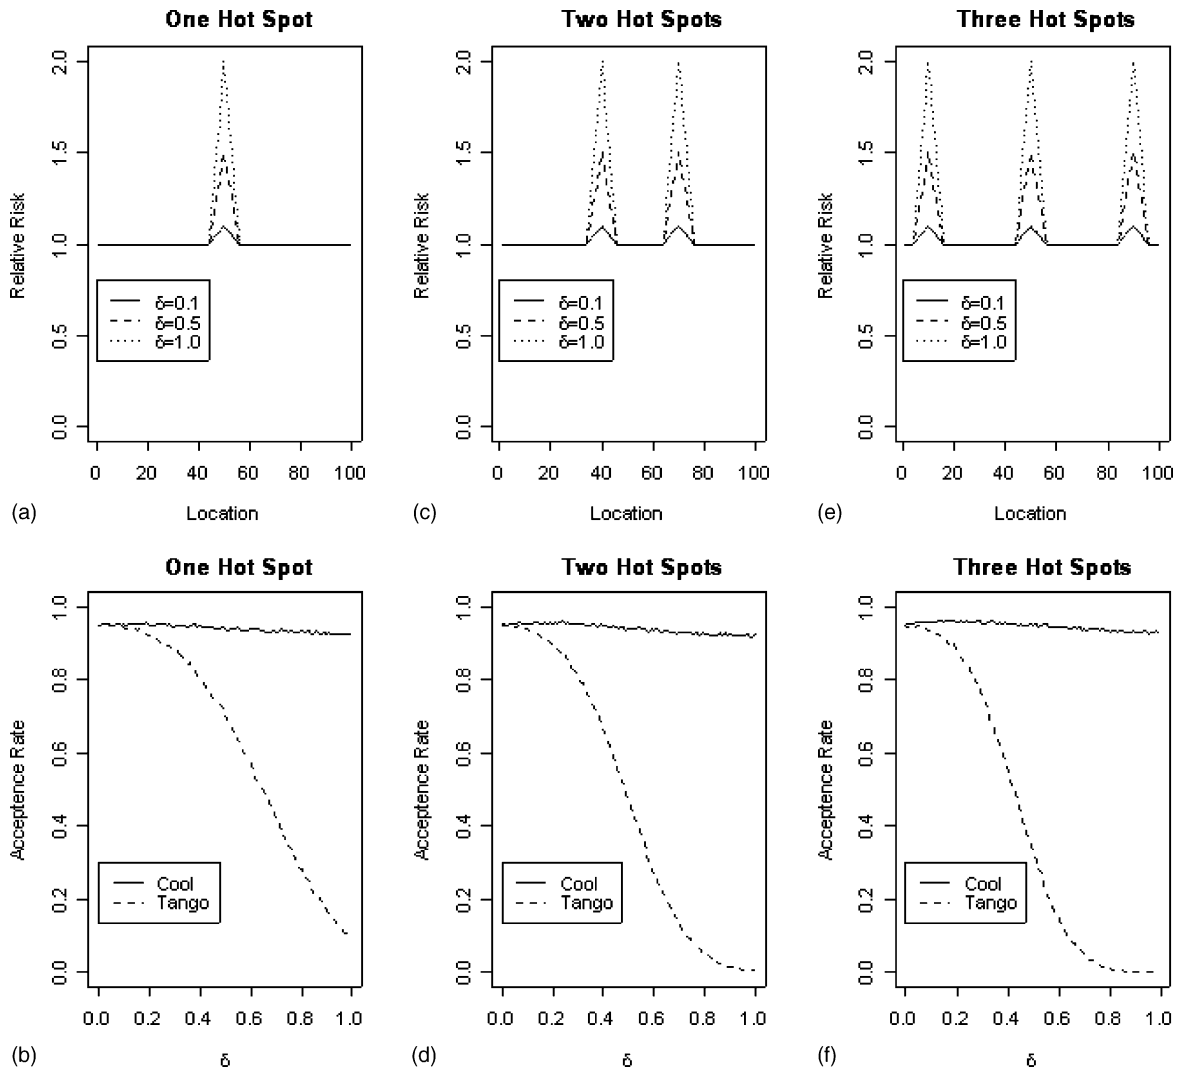 One Hot Spot
Two Hot Spots
Three Hot Spots
Relative Risk
2.0
1.5
1.0
0.5
0.0
δ=0.1
δ=0.5
δ=1.0
0 20 40 60 80 100
(a)
Location
Relative Risk
2.0
1.5
1.0
0.5
0.0
δ=0.1
δ=0.5
δ=1.0
0 20 40 60 80 100
(c)
Location
Relative Risk
2.0
1.5
1.0
0.5
0.0
δ=0.1
δ=0.5
δ=1.0
0 20 40 60 80 100
(e)
Location
One Hot Spot
Two Hot Spots
Three Hot Spots
Acceptence Rate
1.0
0.8
0.6
0.4
0.2
0.0
Cool
Tango
0.0 0.2 0.4 0.6 0.8 1.0
(b)
δ
Acceptence Rate
1.0
0.8
0.6
0.4
0.2
0.0
Cool
Tango
0.0 0.2 0.4 0.6 0.8 1.0
(d)
δ
Acceptence Rate
1.0
0.8
0.6
0.4
0.2
0.0
Cool
Tango
0.0 0.2 0.4 0.6 0.8 1.0
(f)
δ